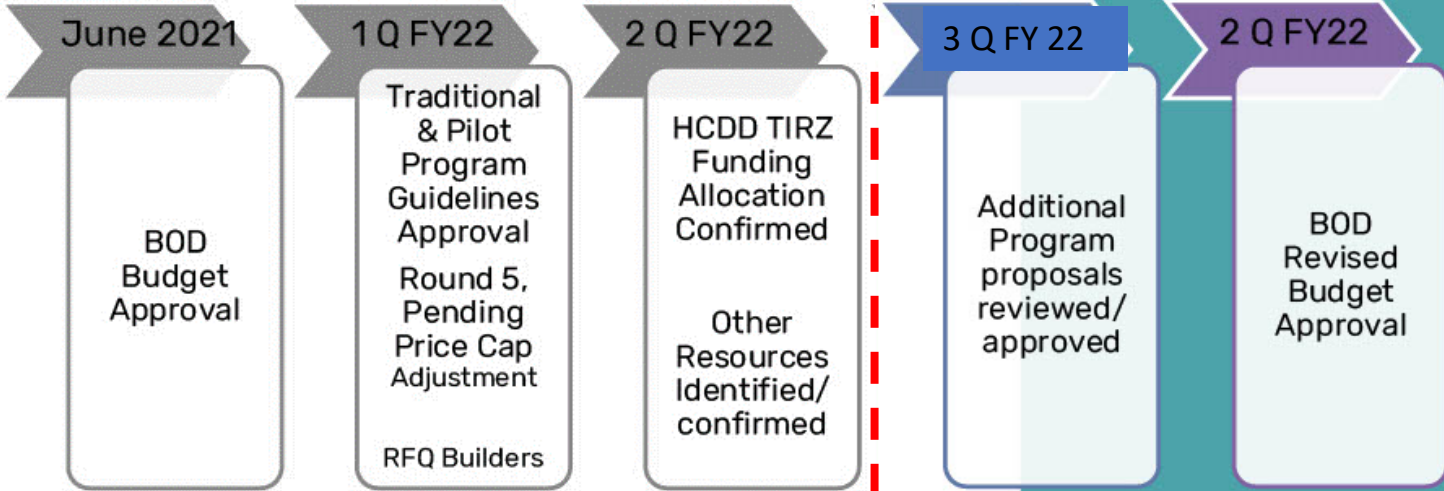 June 2021
BOD
Budget
Approval
1 Q FY22
Traditional
& Pilot
Program
Guidelines
Approval
Round 5,
Pending
Price Cap
Adjustment
RFQ Builders
2 Q FY22
HCDD TIRZ
Funding
Allocation
Confirmed
Other
Resources
Identified/
confirmed
3 Q FY 22
Additional
Program
proposals
reviewed/
approved
2 Q FY22
BOD
Revised
Budget
Approval